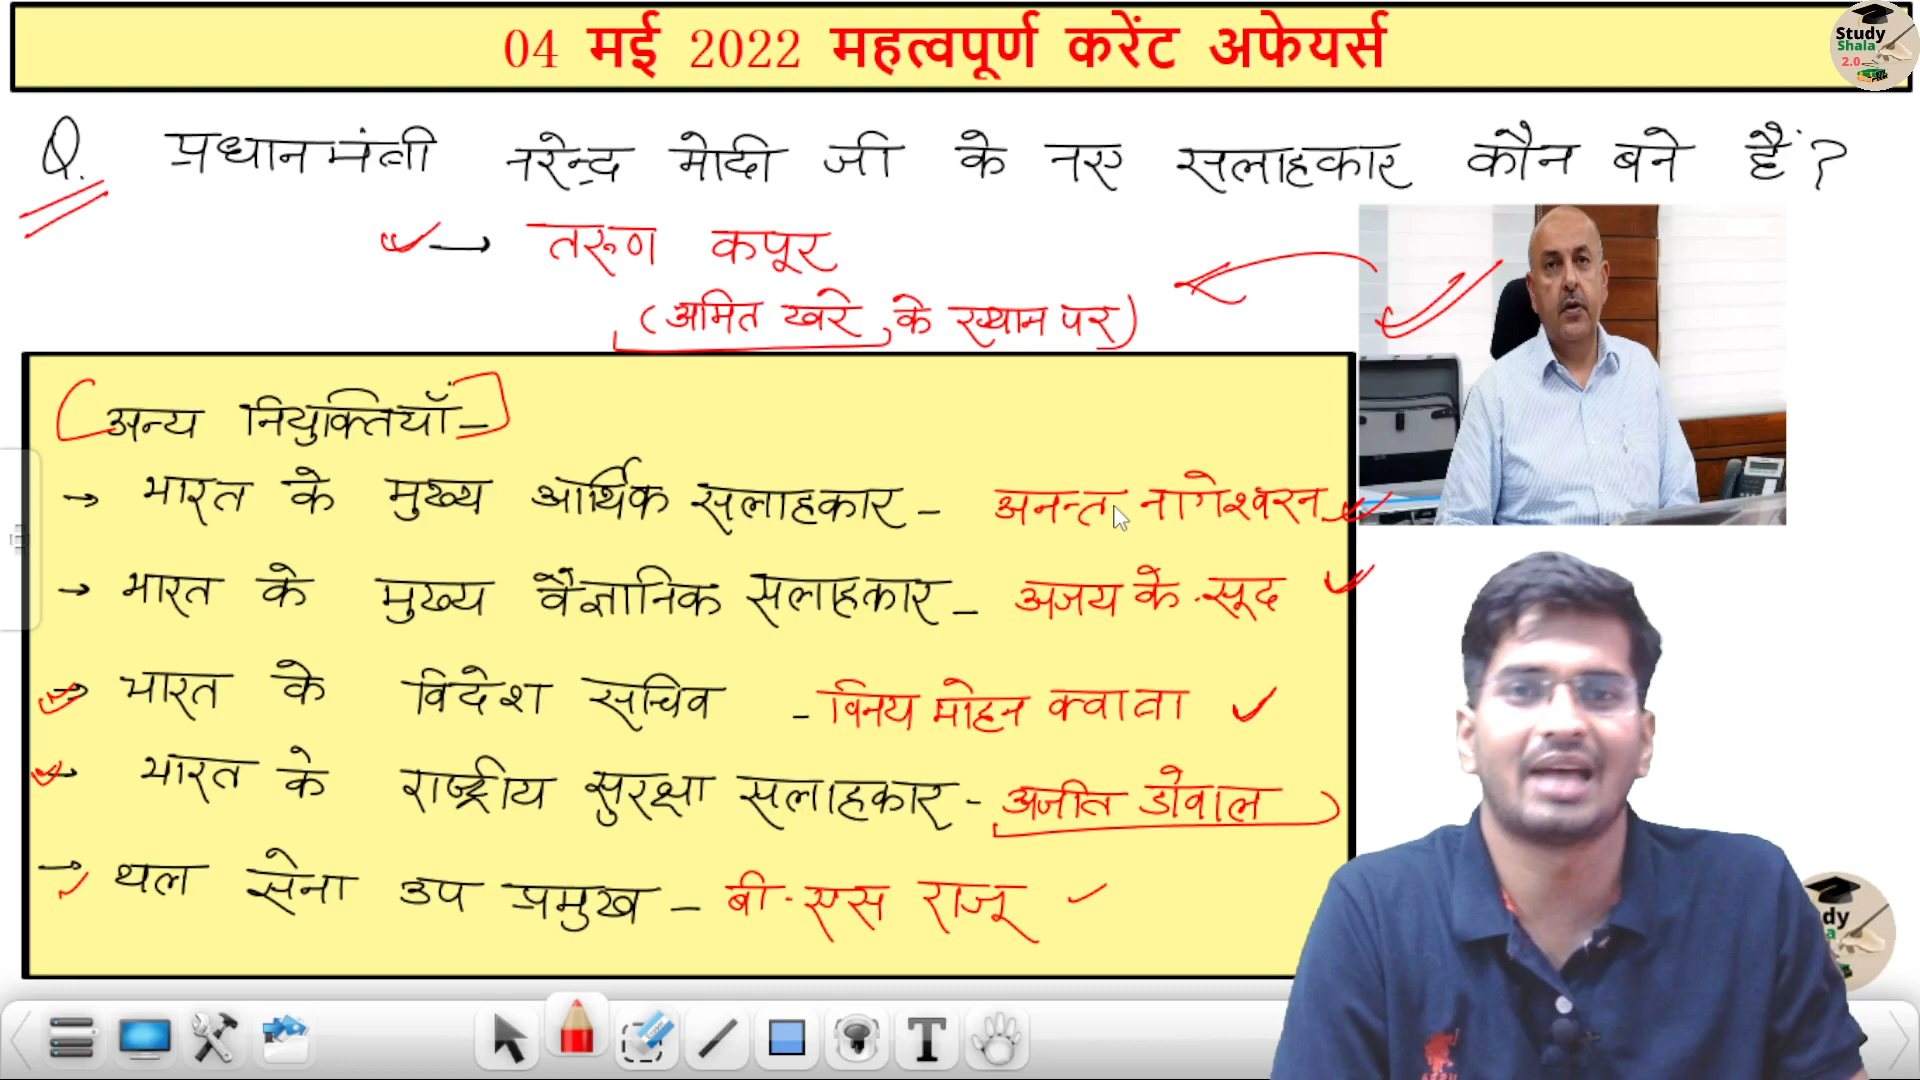 04 मई 2022 महत्वपूर्ण करेंट अफेयर्स
Study
Shala
2.0
Q. प्रधानमंत्री नरेन्द्र मोदी जी के नए सलाहकार कौन बने हैं?
→ तरुण कपूर
(अमित खरे के स्थान पर)
अन्य नियुक्तियाँ-
→ भारत के मुख्य आर्थिक सलाहकार - अनन्त नागेश्वरन
→ भारत के मुख्य वैज्ञानिक सलाहकार - अजय के. सूद
→ भारत के विदेश सचिव - विनय मोहन क्वात्रा
→ भारत के राष्ट्रीय सुरक्षा सलाहकार - अजीत डोवाल
→ थल सेना उप प्रमुख - बी. एस राजू
T